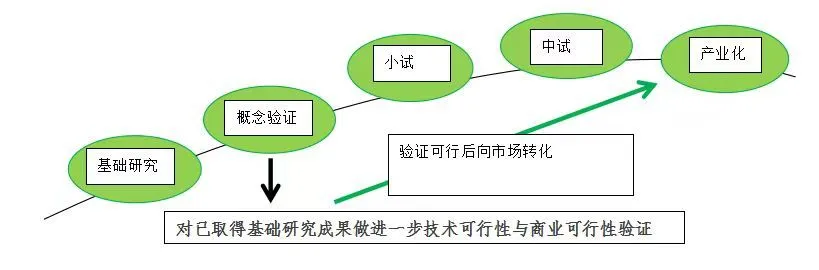 基础研究
概念验证
小试
中试
产业化
验证可行后向市场转化
对已取得基础研究成果做进一步技术可行性与商业可行性验证